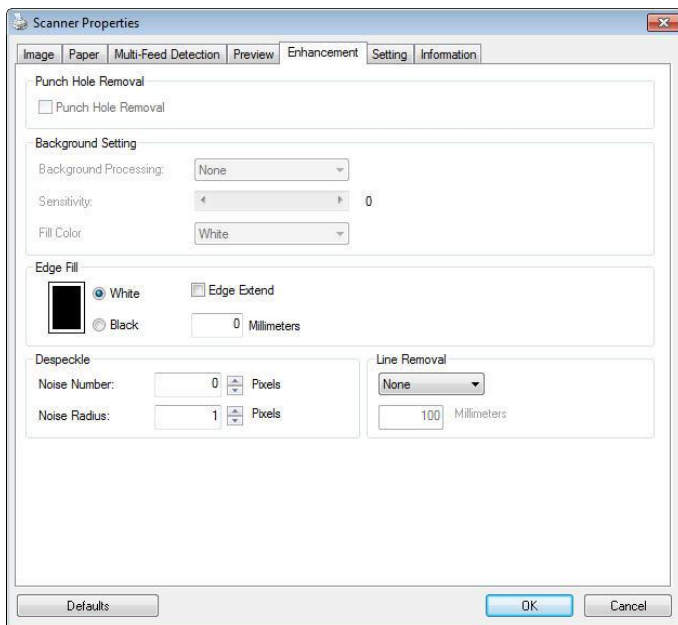 Scanner Properties
Image Paper Multi-Feed Detection Preview Enhancement Setting Information
Punch Hole Removal
Punch Hole Removal
Background Setting
Background Processing: None
Sensitivity: 0
Fill Color White
Edge Fill
White Edge Extend
Black 0 Millimeters
Despeckle
Noise Number: 0 Pixels
Noise Radius: 1 Pixels
Line Removal
None
100 Millimeters
Defaults OK Cancel